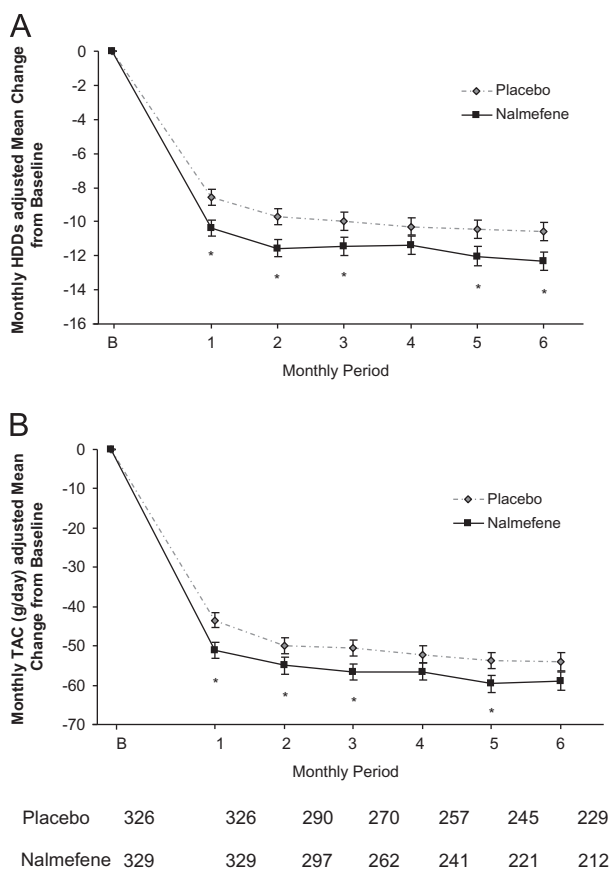 A
Monthly HDDs adjusted Mean Change
from Baseline
0
-2
-4
-6
-8
-10
-12
-14
-16
Placebo
Nalmefene
* * * * *
B 1 2 3 4 5 6
Monthly Period
B
Monthly TAC (g/day) adjusted Mean
Change from Baseline
0
-10
-20
-30
-40
-50
-60
-70
Placebo
Nalmefene
* * * *
B 1 2 3 4 5 6
Monthly Period
Placebo 326 326 290 270 257 245 229
Nalmefene 329 329 297 262 241 221 212